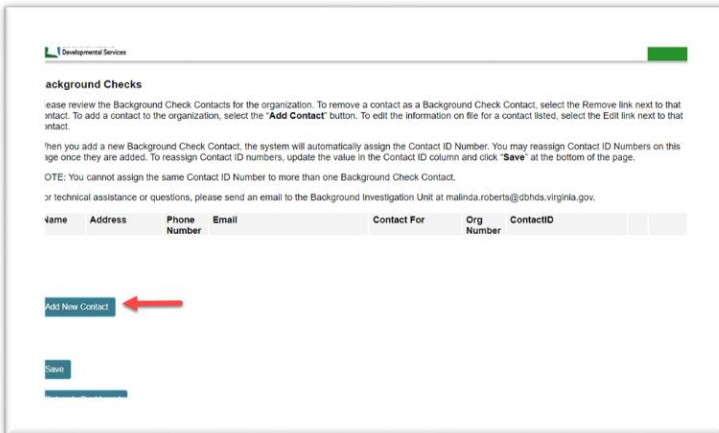 Developmental Services
ackground Checks
ease review the Background Check Contacts for the organization. To remove a contact as a Background Check Contact, select the Remove link next to that
ontact. To add a contact to the organization, select the "Add Contact" button. To edit the information on file for a contact listed, select the Edit link next to that
ontact.
hen you add a new Background Check Contact, the system will automatically assign the Contact ID Number. You may reassign Contact ID Numbers on this
age once they are added. To reassign Contact ID numbers, update the value in the Contact ID column and click "Save" at the bottom of the page.
OTE: You cannot assign the same Contact ID Number to more than one Background Check Contact.
or technical assistance or questions, please send an email to the Background Investigation Unit at malinda.roberts@dbhds.virginia.gov.
Name Address Phone Number Email Contact For Org Number ContactID
Add New Contact
Save